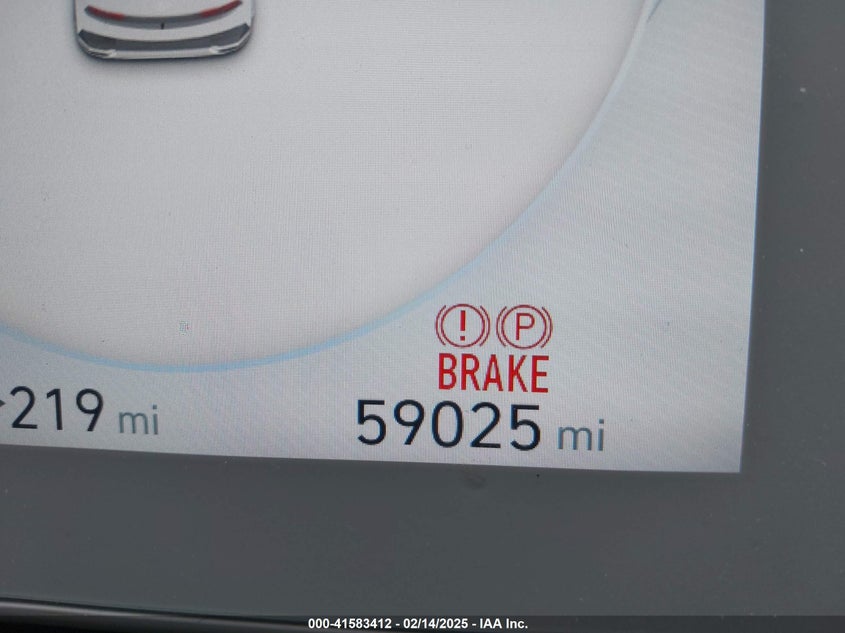 (!) (P)
BRAKE
219 mi
59025 mi
000-41583412 - 02/14/2025 - IAA Inc.